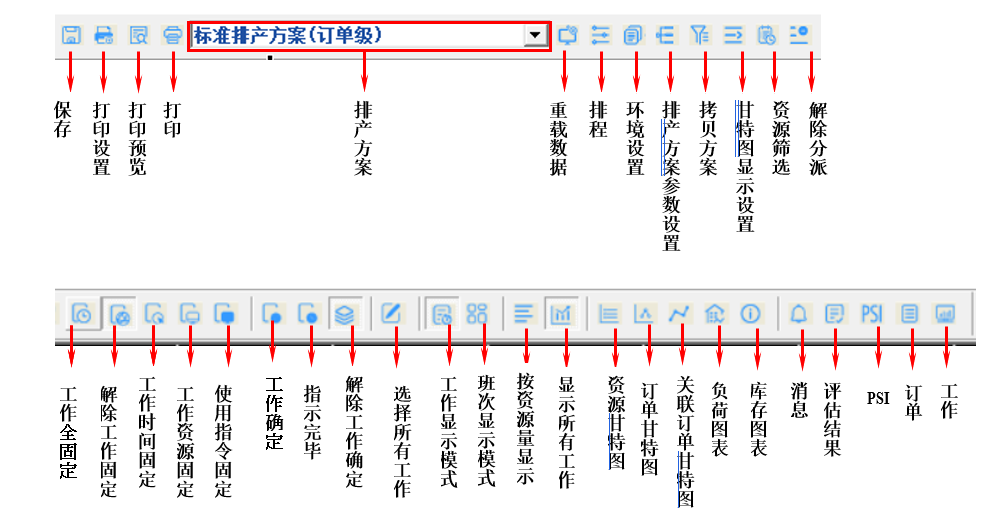 标准排产方案(订单级)
保存
打印设置
打印预览
打印
排产方案
重载数据
排程
环境设置
排产方案参数设置
拷贝方案
甘特图显示设置
资源筛选
解除分派
PSI
工作全固定
解除工作固定
工作时间固定
工作资源固定
使用指令固定
工作确定
指示完毕
解除工作确定
选择所有工作
工作显示模式
班次显示模式
按资源量显示
显示所有工作
资源甘特图
订单甘特图
关联订单甘特图
负荷图表
库存图表
消息
评估结果
PSI
订单
工作